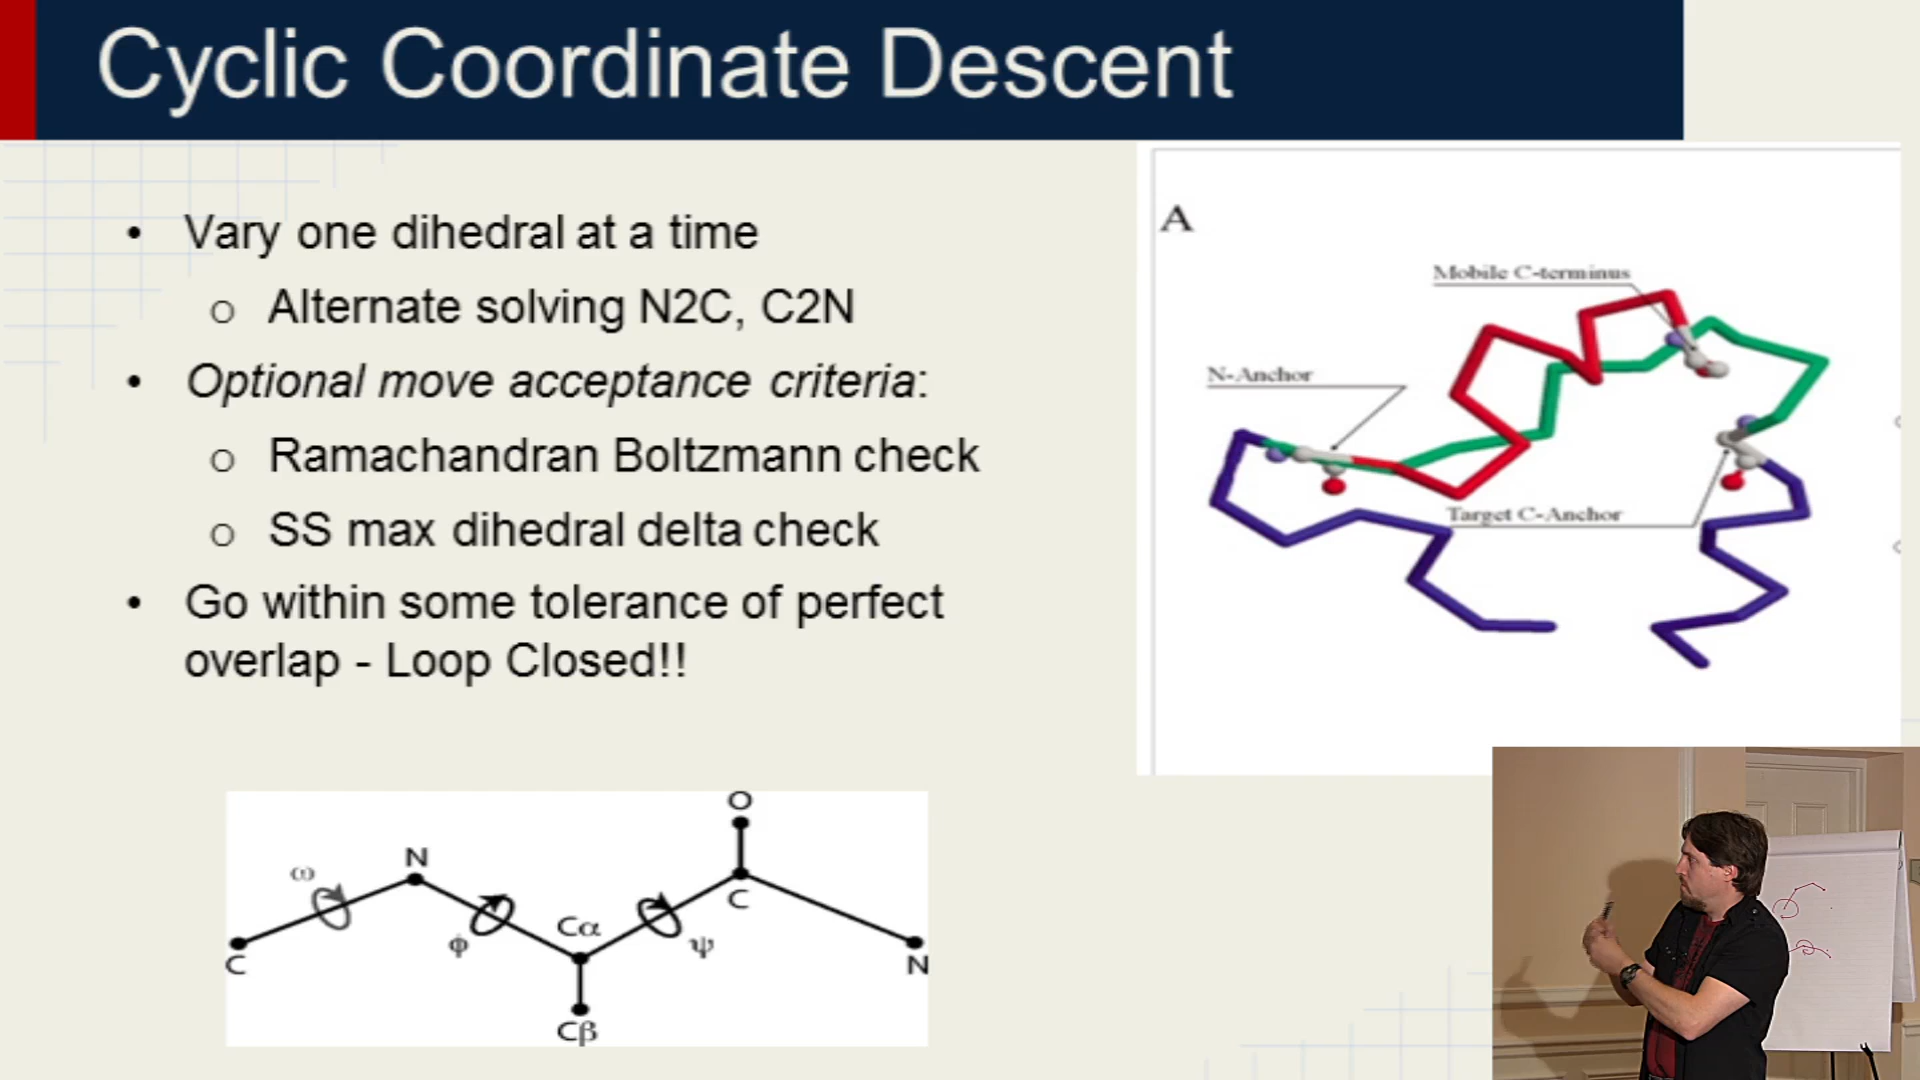 Cyclic Coordinate Descent
• Vary one dihedral at a time
o Alternate solving N2C, C2N
• Optional move acceptance criteria:
o Ramachandran Boltzmann check
o SS max dihedral delta check
• Go within some tolerance of perfect
overlap - Loop Closed!!
A
Mobile C-terminus
N-Anchor
Target C-Anchor
O
N
ω
C
Cα
ϕ
ψ
C
N
Cβ